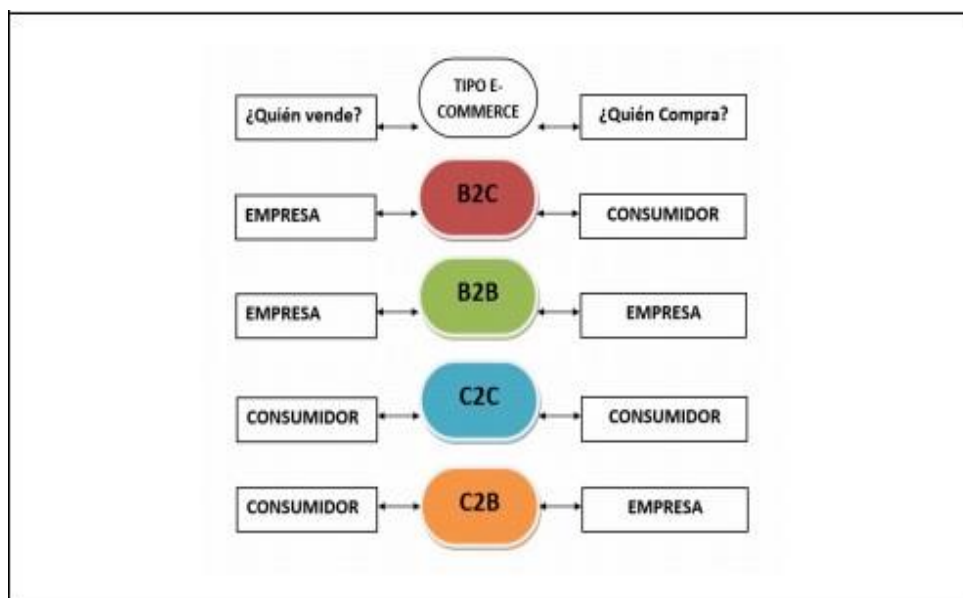 TIPO E-
COMMERCE
¿Quién vende?
¿Quién Compra?
B2C
EMPRESA
CONSUMIDOR
B2B
EMPRESA
EMPRESA
C2C
CONSUMIDOR
CONSUMIDOR
C2B
CONSUMIDOR
EMPRESA